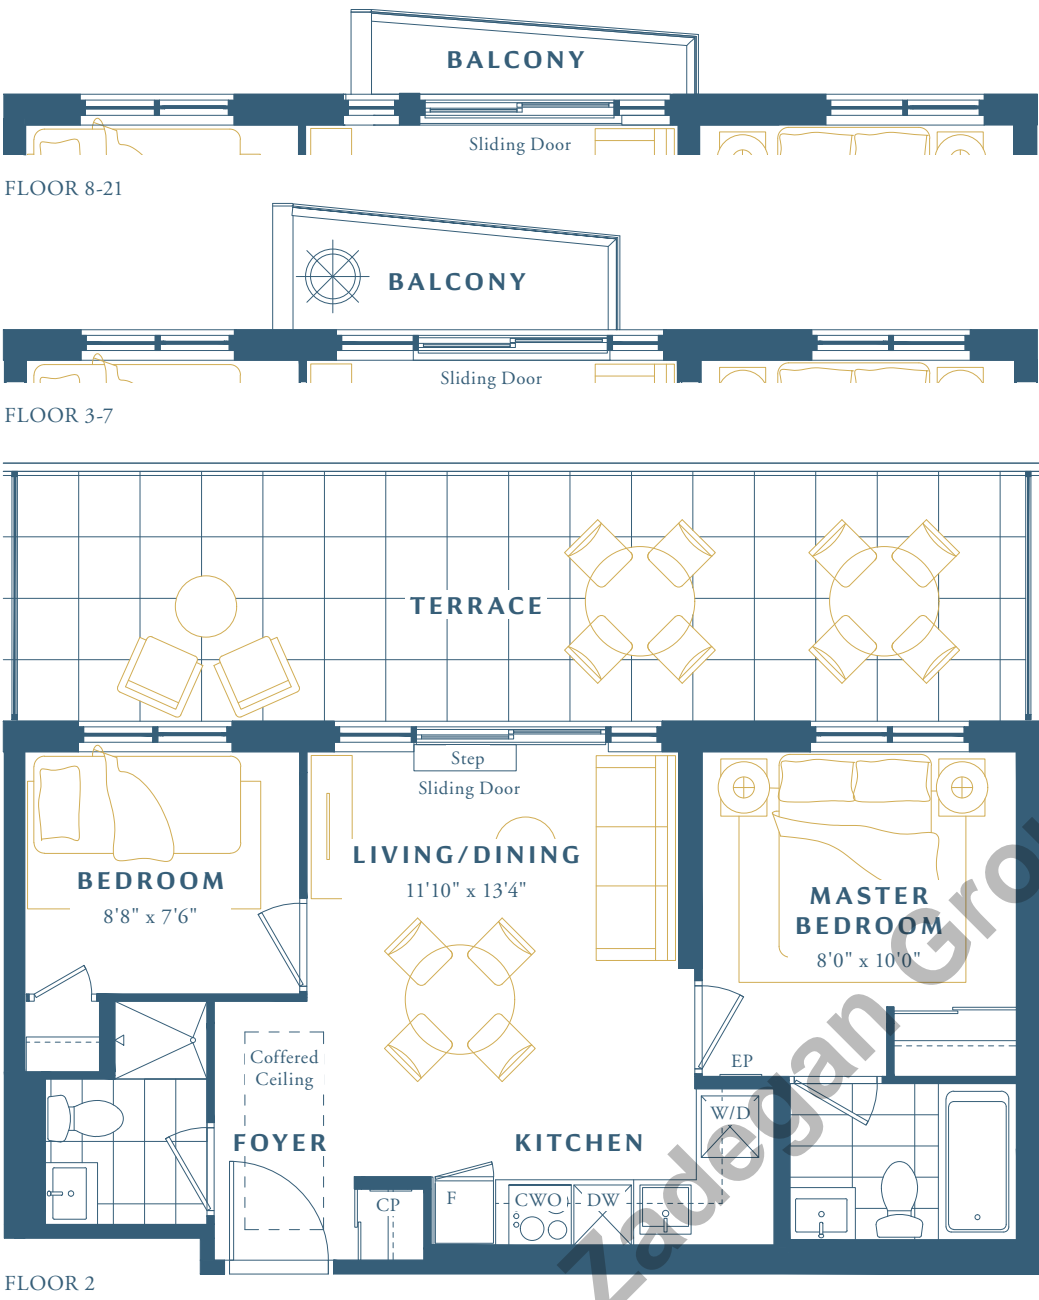 BALCONY
Sliding Door
FLOOR 8-21
BALCONY
Sliding Door
FLOOR 3-7
TERRACE
Step
Sliding Door
LIVING/DINING
11'10" x 13'4"
BEDROOM
8'8" x 7'6"
MASTER
BEDROOM
8'0" x 10'0"
Coffered
Ceiling
EP
W/D
FOYER
KITCHEN
CP
F
CWO
DW
FLOOR 2
Zadegan